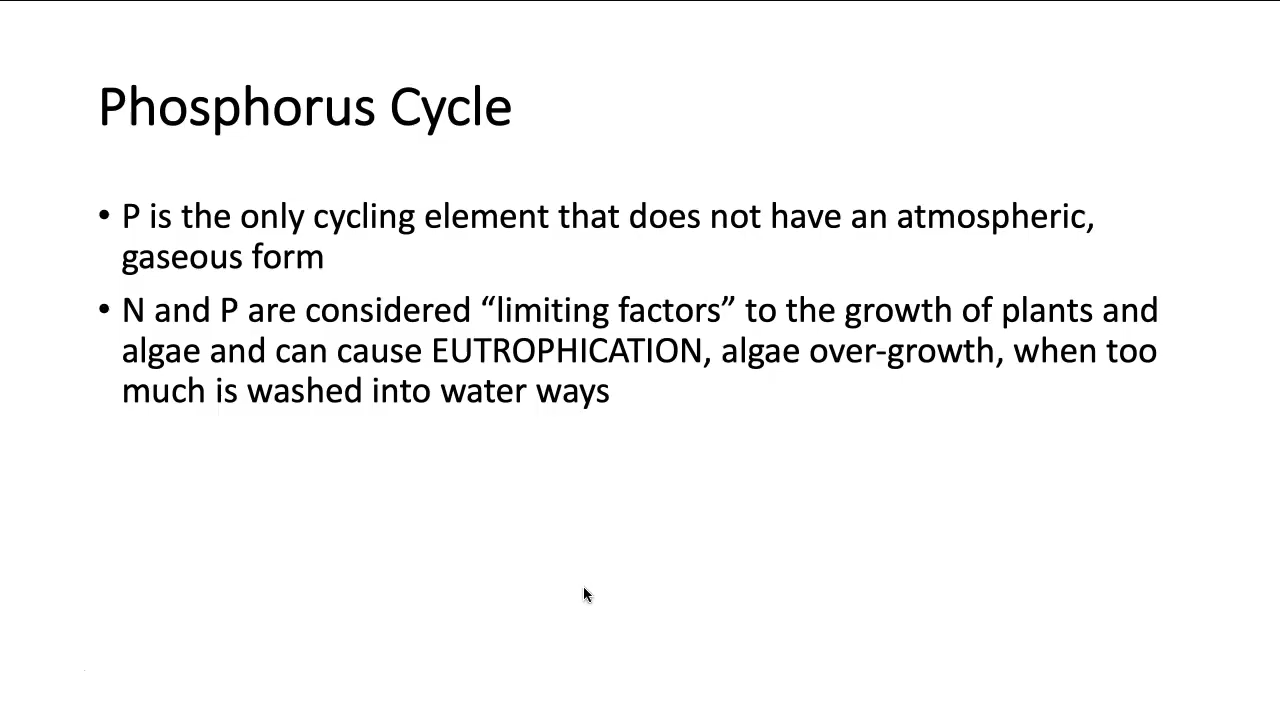 Phosphorus Cycle
• P is the only cycling element that does not have an atmospheric,
gaseous form
• N and P are considered “limiting factors” to the growth of plants and
algae and can cause EUTROPHICATION, algae over-growth, when too
much is washed into water ways